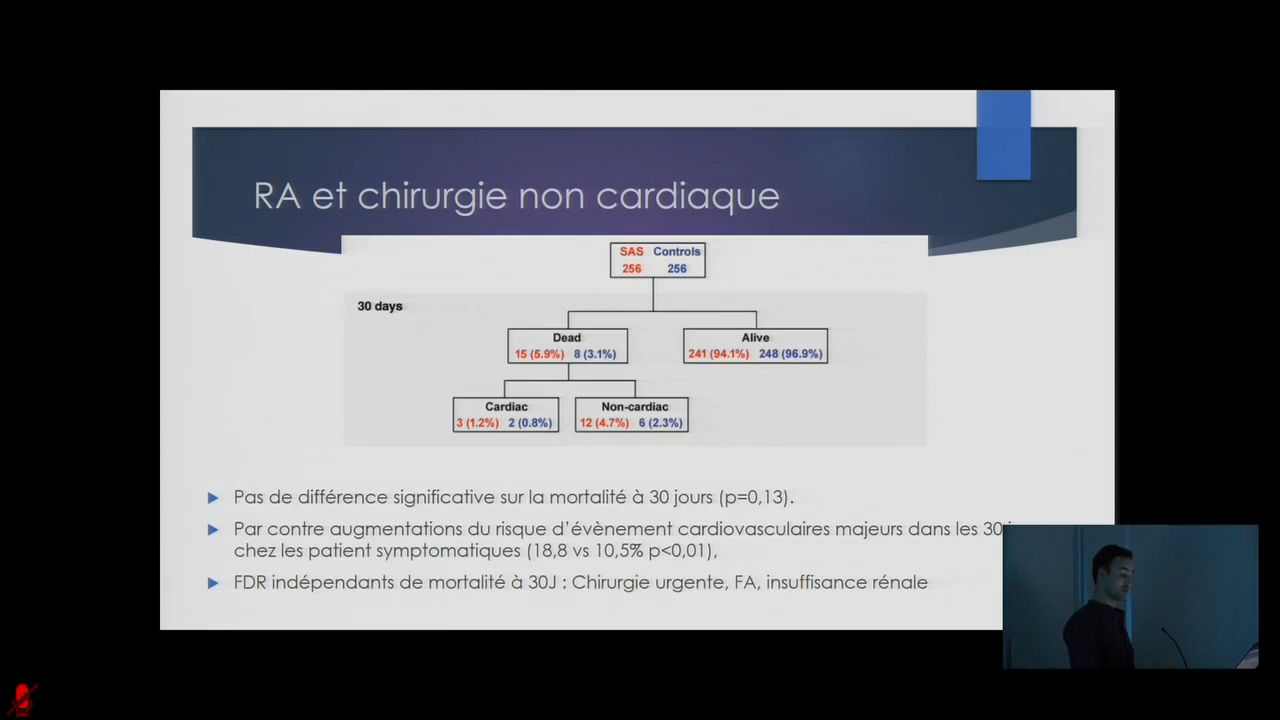 RA et chirurgie non cardiaque
SAS Controls
256 256
30 days
Dead
15 (5.9%) 8 (3.1%)
Alive
241 (94.1%) 248 (96.9%)
Cardiac
3 (1.2%) 2 (0.8%)
Non-cardiac
12 (4.7%) 6 (2.3%)
Pas de différence significative sur la mortalité à 30 jours (p=0,13).
Par contre augmentations du risque d'évènement cardiovasculaires majeurs dans les 30
chez les patient symptomatiques (18,8 vs 10,5% p<0,01),
FDR indépendants de mortalité à 30J : Chirurgie urgente, FA, insuffisance rénale